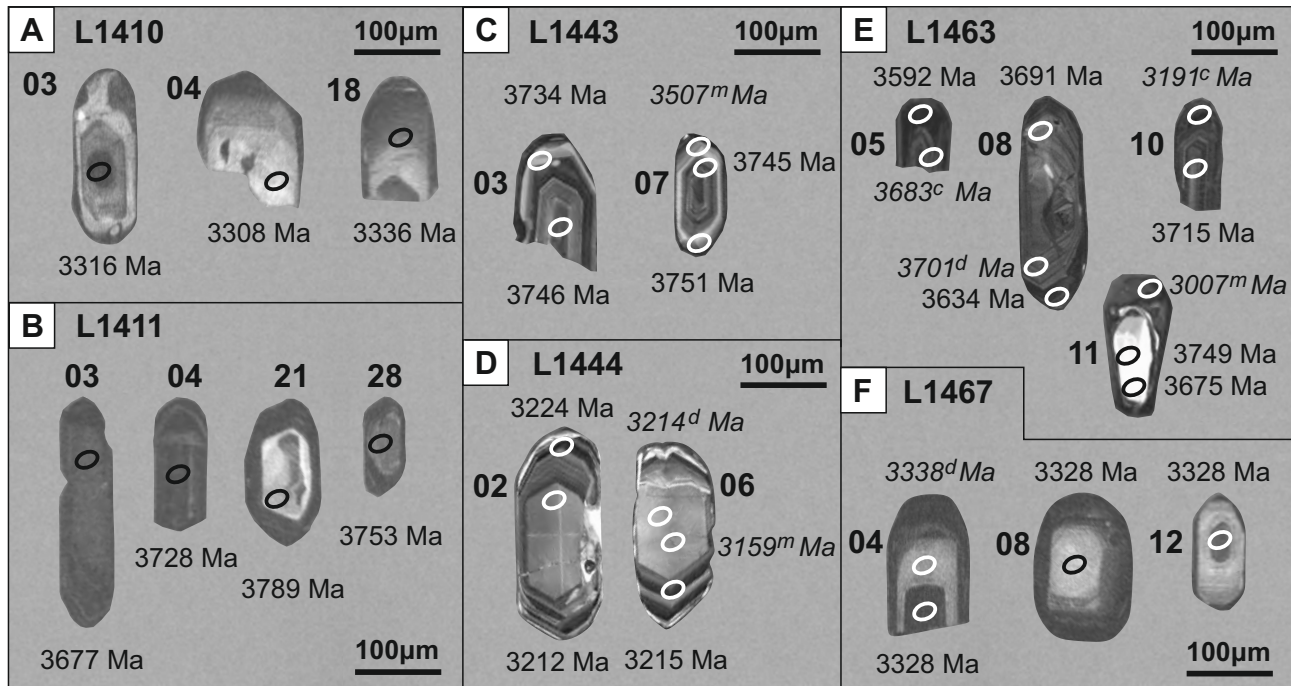 A L1410
100µm
03
04
18
3316 Ma
3308 Ma
3336 Ma
B L1411
03
04
21
28
3677 Ma
3728 Ma
3789 Ma
3753 Ma
100µm
C L1443
100µm
3734 Ma
3507ᵐ Ma
03
07
3745 Ma
3746 Ma
3751 Ma
D L1444
100µm
3224 Ma
3214ᵈ Ma
02
06
3159ᵐ Ma
3212 Ma
3215 Ma
E L1463
100µm
3592 Ma
3691 Ma
3191ᶜ Ma
05
08
10
3683ᶜ Ma
3715 Ma
3701ᵈ Ma
3634 Ma
3007ᵐ Ma
11
3749 Ma
3675 Ma
F L1467
3338ᵈ Ma
3328 Ma
3328 Ma
04
08
12
3328 Ma
100µm